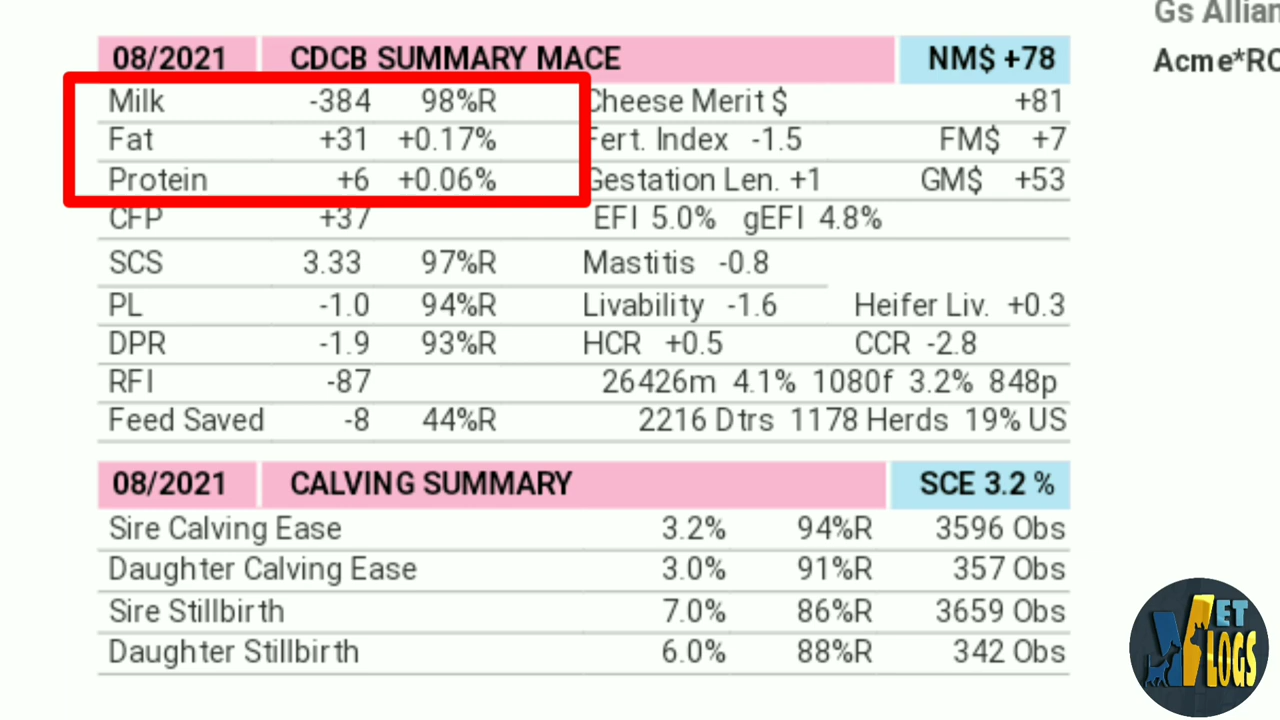 Gs Allian
Acme*RC
08/2021 CDCB SUMMARY MACE NM$ +78
Milk -384 98%R Cheese Merit $ +81
Fat +31 +0.17% Fert. Index -1.5 FM$ +7
Protein +6 +0.06% Gestation Len. +1 GM$ +53
CFP +37 EFI 5.0% gEFI 4.8%
SCS 3.33 97%R Mastitis -0.8
PL -1.0 94%R Livability -1.6 Heifer Liv. +0.3
DPR -1.9 93%R HCR +0.5 CCR -2.8
RFI -87 26426m 4.1% 1080f 3.2% 848p
Feed Saved -8 44%R 2216 Dtrs 1178 Herds 19% US
08/2021 CALVING SUMMARY SCE 3.2 %
Sire Calving Ease 3.2% 94%R 3596 Obs
Daughter Calving Ease 3.0% 91%R 357 Obs
Sire Stillbirth 7.0% 86%R 3659 Obs
Daughter Stillbirth 6.0% 88%R 342 Obs
VET
VLOGS